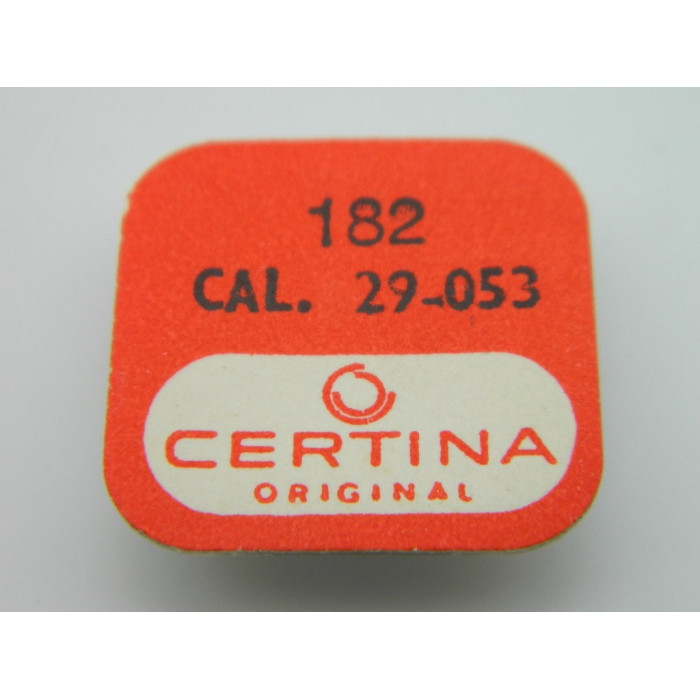 182
CAL. 29-053
CERTINA
ORIGINAL